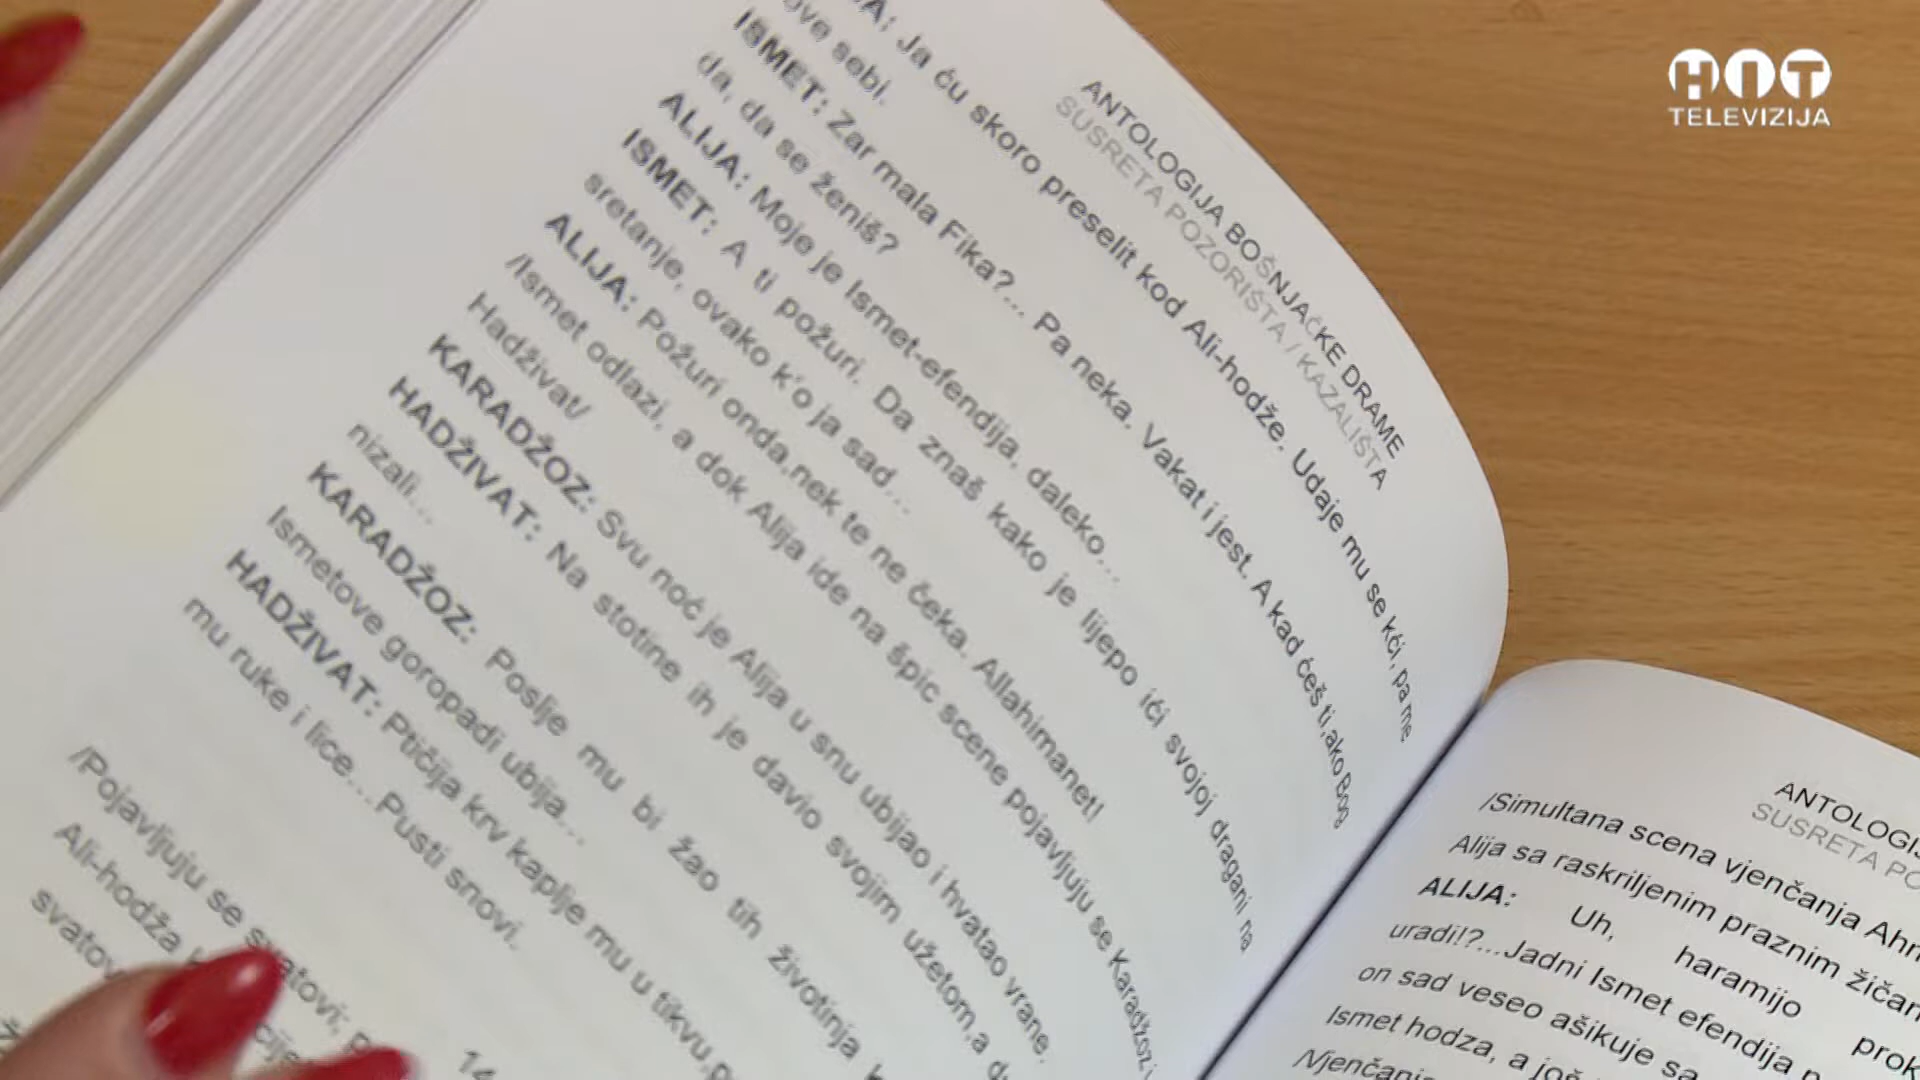 HIT
TELEVIZIJA
ANTOLOGIJA BOŠNJAČKE DRAME
SUSRETA POZORIŠTA / KAZALIŠTA
Ja ću skoro preselit kod Ali-hodže. Udaje mu se kći, pa me
sebi.
ISMET: Zar mala Fika?... Pa neka. Vakat i jest. A kad ćeš ti,ako Bog
da, da se ženiš?
ALIJA: Moje je Ismet-efendija, daleko...
ISMET: A ti požuri. Da znaš kako je lijepo ići svojoj dragani na
sretanje, ovako k'o ja sad...
ALIJA: Požuri onda,nek te ne čeka. Allahimanet!
/Ismet odlazi, a dok Alija ide na špic scene pojavljuju se Karadžoz i
Hadživat/
KARADŽOZ: Svu noć je Alija u snu ubijao i hvatao vrane.
HADŽIVAT: Na stotine ih je davio svojim užetom,a
nizali...
KARADŽOZ: Poslje mu bi žao tih životinja
Ismetove goropadi ubija...
HADŽIVAT: Ptičija krv kaplje mu u tikvu,
mu ruke i lice... Pusti snovi.
/Pojavljuju se svatovi;
Ali-hodža
svatov
14
ANTOLOGIJ
SUSRETA PO
/Simultana scena vjenčanja
Alija sa raskriljenim praznim
ALIJA: Uh, haramijo
uradi!?...Jadni Ismet efendija
on sad veseo ašikuje sa
Ismet hodza, a još
/Vjenčanja